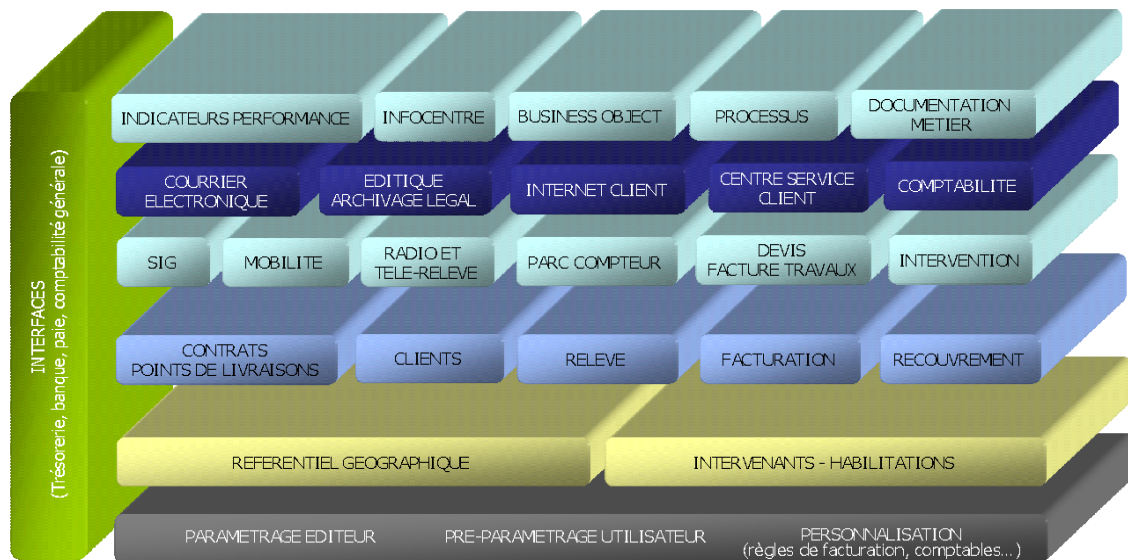 INTERFACES
(Trésorerie, banque, paie, comptabilité générale)
INDICATEURS PERFORMANCE
INFOCENTRE
BUSINESS OBJECT
PROCESSUS
DOCUMENTATION
METIER
COURRIER
ELECTRONIQUE
EDITIQUE
ARCHIVAGE LEGAL
INTERNET CLIENT
CENTRE SERVICE
CLIENT
COMPTABILITE
SIG
MOBILITE
RADIO ET
TELE-RELEVE
PARC COMPTEUR
DEVIS
FACTURE TRAVAUX
INTERVENTION
CONTRATS
POINTS DE LIVRAISONS
CLIENTS
RELEVE
FACTURATION
RECOUVREMENT
REFERENTIEL GEOGRAPHIQUE
INTERVENANTS - HABILITATIONS
PARAMETRAGE EDITEUR
PRE-PARAMETRAGE UTILISATEUR
PERSONNALISATION
(règles de facturation, comptables...)